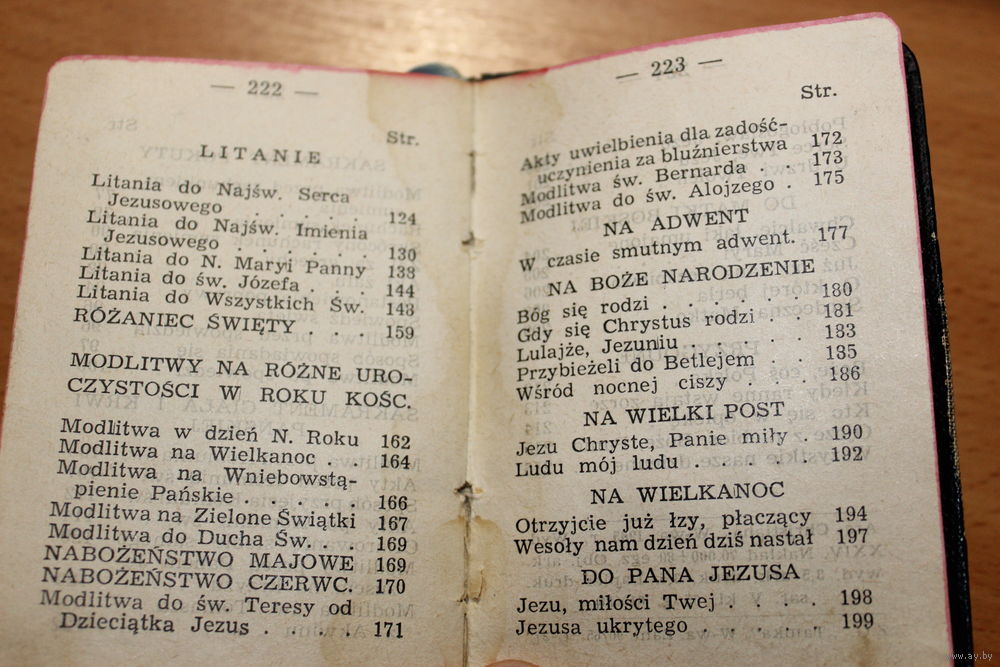 — 222 —
Str.
LITANIE
Litania do Najśw. Serca
Jezusowego . . . . . 124
Litania do Najśw. Imienia
Jezusowego . . . . . 130
Litania do N. Maryi Panny 138
Litania do św. Józefa . . . 144
Litania do Wszystkich Św. 148
RÓŻANIEC ŚWIĘTY . . . 159
MODLITWY NA RÓŻNE URO-
CZYSTOŚCI W ROKU KOŚC.
Modlitwa w dzień N. Roku 162
Modlitwa na Wielkanoc . . 164
Modlitwa na Wniebowstą-
pienie Pańskie . . . . . 166
Modlitwa na Zielone Świątki 167
Modlitwa do Ducha Św. . . 169
NABOŻEŃSTWO MAJOWE 169
NABOŻEŃSTWO CZERWC. 170
Modlitwa do św. Teresy od
Dzieciątka Jezus . . . . 171
— 223 —
Str.
Akty uwielbienia dla zadość-
uczynienia za bluźnierstwa 172
Modlitwa św. Bernarda . . 173
Modlitwa do św. Alojzego . 175
NA ADWENT
W czasie smutnym adwent. 177
NA BOŻE NARODZENIE
Bóg się rodzi . . . . . . 180
Gdy się Chrystus rodzi . . 181
Lulajże, Jezuniu . . . . . 183
Przybieżeli do Betlejem . . 135
Wśród nocnej ciszy . . . 186
NA WIELKI POST
Jezu Chryste, Panie miły . 190
Ludu mój ludu . . . . . 192
NA WIELKANOC
Otrzyjcie już łzy, płaczący 194
Wesoły nam dzień dziś nastał 197
DO PANA JEZUSA
Jezu, miłości Twej . . . . 198
Jezusa ukrytego . . . . . 199
www.ay.by